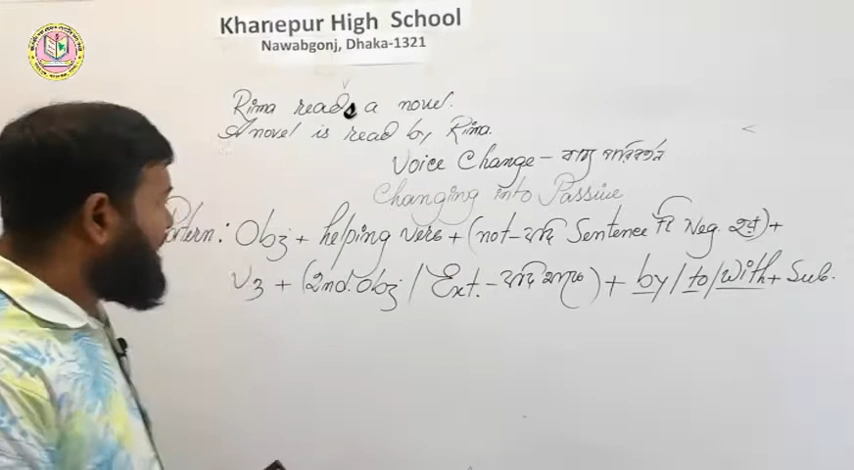 Khanepur High School
Nawabgonj, Dhaka-1321
Rima reads a novel.
A novel is read by Rima.
Voice Change - বাচ্য পরিবর্তন
Changing into Passive
Pattern: Obj + helping verb + (not - যদি Sentence টি Neg. হয়) +
V3 + (2nd. Obj / Ext. - যদি থাকে) + by / to / with + Sub.